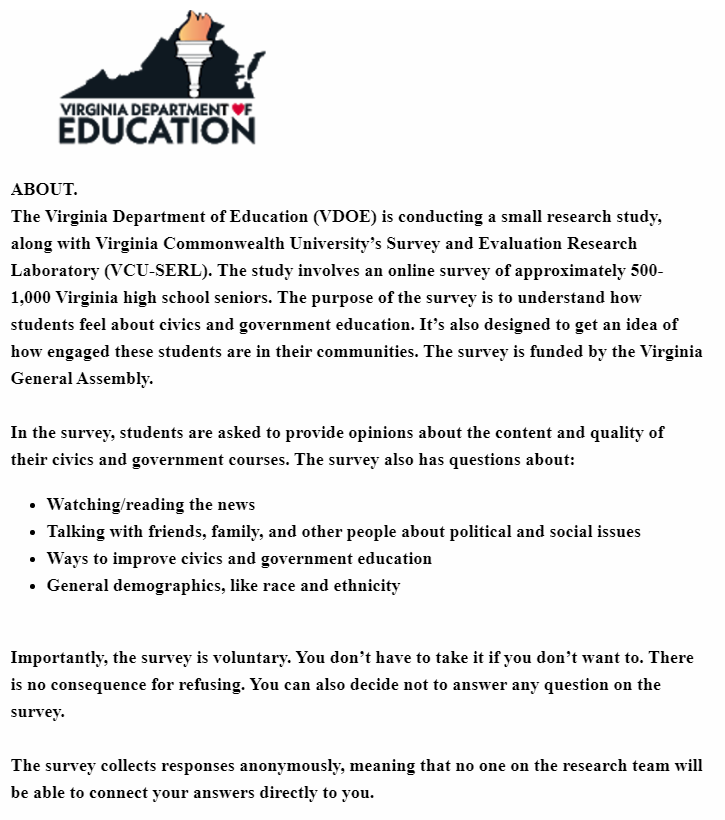 VIRGINIA DEPARTMENT OF
EDUCATION
ABOUT.
The Virginia Department of Education (VDOE) is conducting a small research study,
along with Virginia Commonwealth University’s Survey and Evaluation Research
Laboratory (VCU-SERL). The study involves an online survey of approximately 500-
1,000 Virginia high school seniors. The purpose of the survey is to understand how
students feel about civics and government education. It’s also designed to get an idea of
how engaged these students are in their communities. The survey is funded by the Virginia
General Assembly.
In the survey, students are asked to provide opinions about the content and quality of
their civics and government courses. The survey also has questions about:
• Watching/reading the news
• Talking with friends, family, and other people about political and social issues
• Ways to improve civics and government education
• General demographics, like race and ethnicity
Importantly, the survey is voluntary. You don’t have to take it if you don’t want to. There
is no consequence for refusing. You can also decide not to answer any question on the
survey.
The survey collects responses anonymously, meaning that no one on the research team will
be able to connect your answers directly to you.